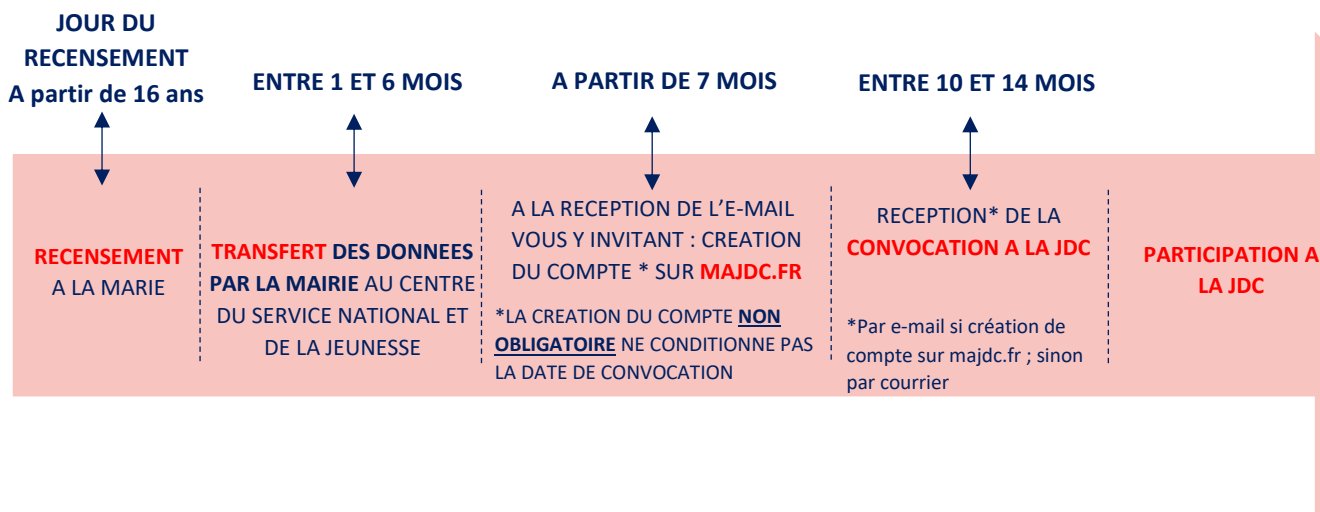 JOUR DU
RECENSEMENT
A partir de 16 ans
ENTRE 1 ET 6 MOIS
A PARTIR DE 7 MOIS
ENTRE 10 ET 14 MOIS
RECENSEMENT
A LA MARIE
TRANSFERT DES DONNEES
PAR LA MAIRIE AU CENTRE
DU SERVICE NATIONAL ET
DE LA JEUNESSE
A LA RECEPTION DE L’E-MAIL
VOUS Y INVITANT : CREATION
DU COMPTE * SUR MAJDC.FR
*LA CREATION DU COMPTE NON
OBLIGATOIRE NE CONDITIONNE PAS
LA DATE DE CONVOCATION
RECEPTION* DE LA
CONVOCATION A LA JDC
*Par e-mail si création de
compte sur majdc.fr ; sinon
par courrier
PARTICIPATION A
LA JDC